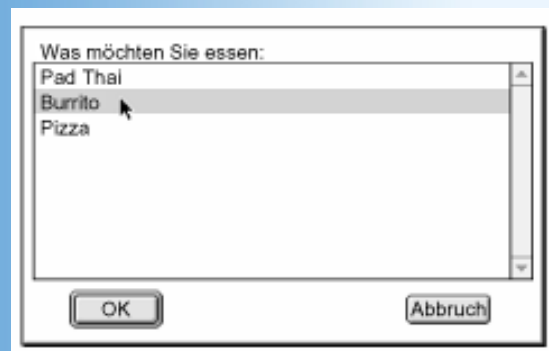 Was möchten Sie essen:
Pad Thai
Burrito
Pizza
OK
Abbruch